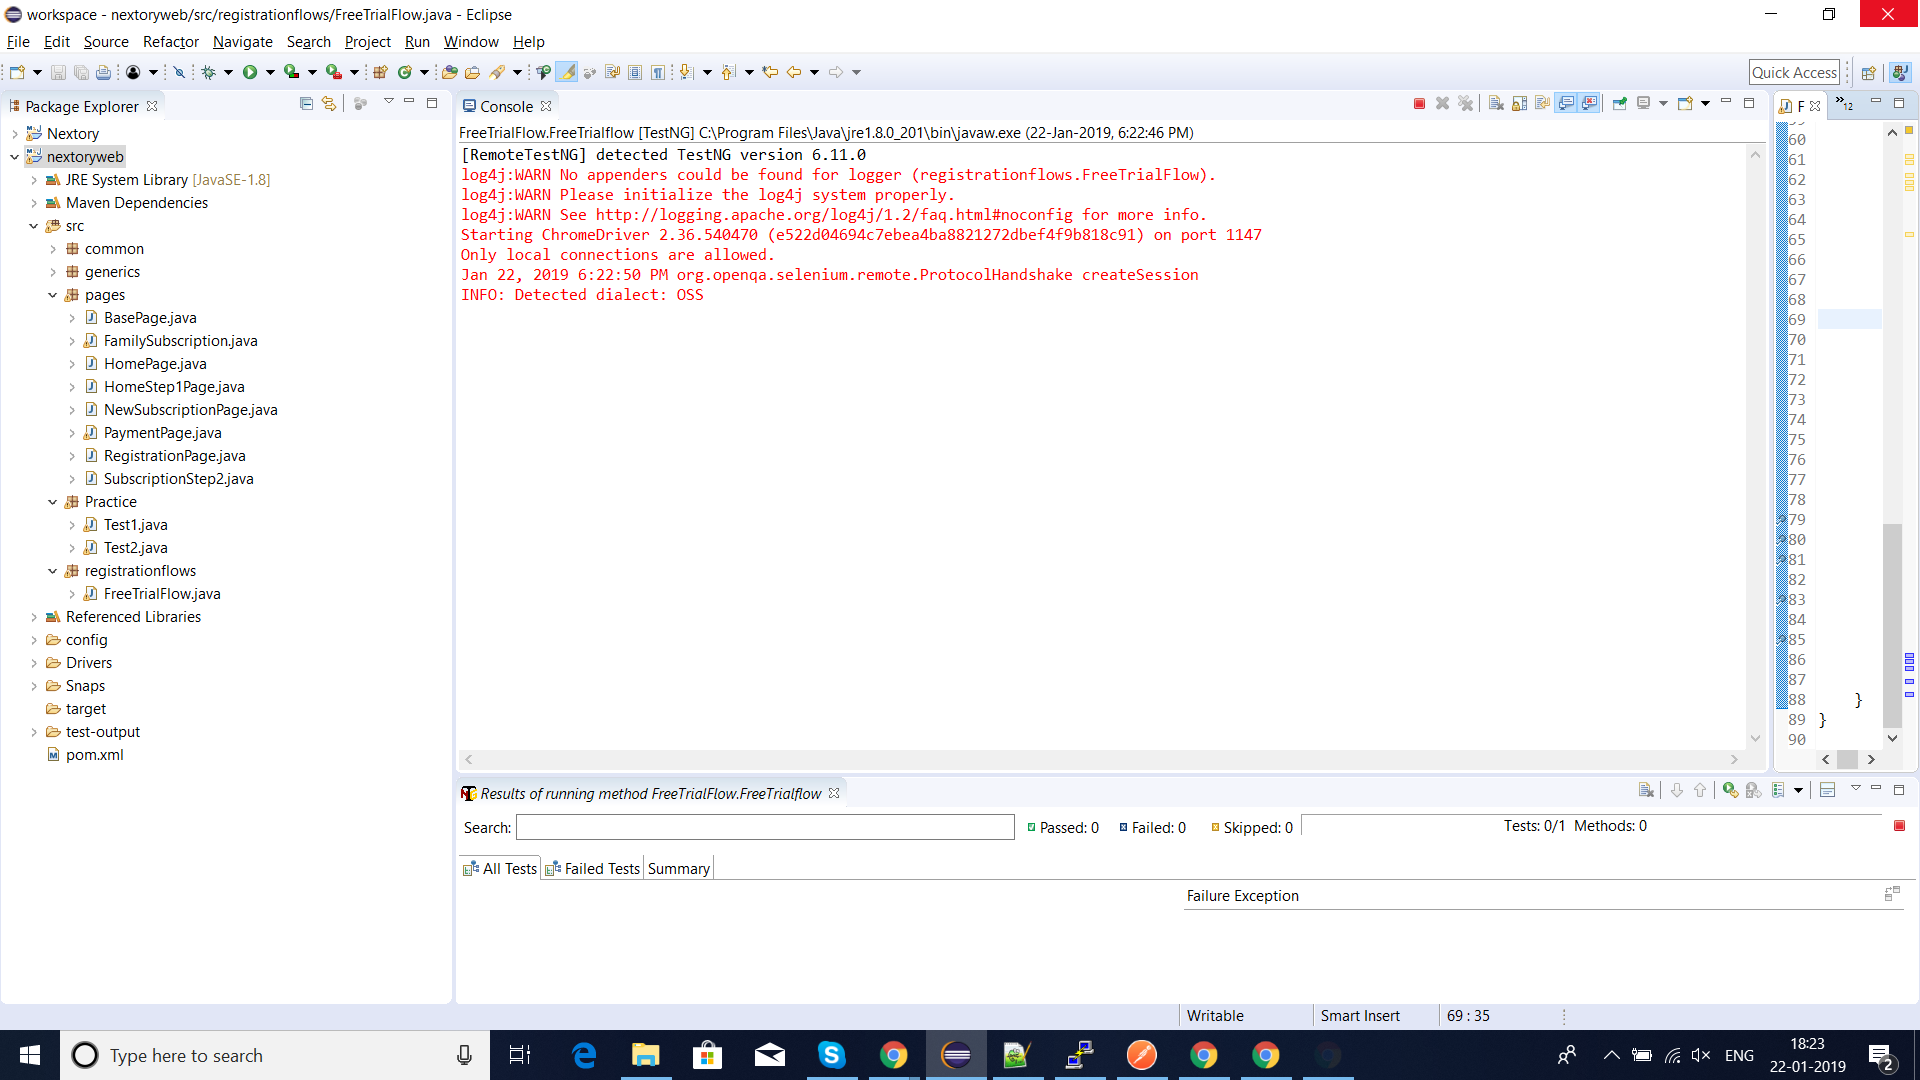 workspace - nextoryweb/src/registrationflows/FreeTrialFlow.java - Eclipse
File Edit Source Refactor Navigate Search Project Run Window Help
Quick Access
Package Explorer
Nextory
nextoryweb
JRE System Library [JavaSE-1.8]
Maven Dependencies
src
common
generics
pages
BasePage.java
FamilySubscription.java
HomePage.java
HomeStep1Page.java
NewSubscriptionPage.java
PaymentPage.java
RegistrationPage.java
SubscriptionStep2.java
Practice
Test1.java
Test2.java
registrationflows
FreeTrialFlow.java
Referenced Libraries
config
Drivers
Snaps
target
test-output
pom.xml
Console
FreeTrialFlow.FreeTrialflow [TestNG] C:\Program Files\Java\jre1.8.0_201\bin\javaw.exe (22-Jan-2019, 6:22:46 PM)
[RemoteTestNG] detected TestNG version 6.11.0
log4j:WARN No appenders could be found for logger (registrationflows.FreeTrialFlow).
log4j:WARN Please initialize the log4j system properly.
log4j:WARN See http://logging.apache.org/log4j/1.2/faq.html#noconfig for more info.
Starting ChromeDriver 2.36.540470 (e522d04694c7ebea4ba8821272dbef4f9b818c91) on port 1147
Only local connections are allowed.
Jan 22, 2019 6:22:50 PM org.openqa.selenium.remote.ProtocolHandshake createSession
INFO: Detected dialect: OSS
F
»12
60
61
62
63
64
65
66
67
68
69
70
71
72
73
74
75
76
77
78
79
80
81
82
83
84
85
86
87
88 }
89 }
90
Results of running method FreeTrialFlow.FreeTrialflow
Search: Passed: 0 Failed: 0 Skipped: 0 Tests: 0/1 Methods: 0
All Tests Failed Tests Summary
Failure Exception
Writable Smart Insert 69 : 35
Type here to search
ENG
18:23
22-01-2019
2